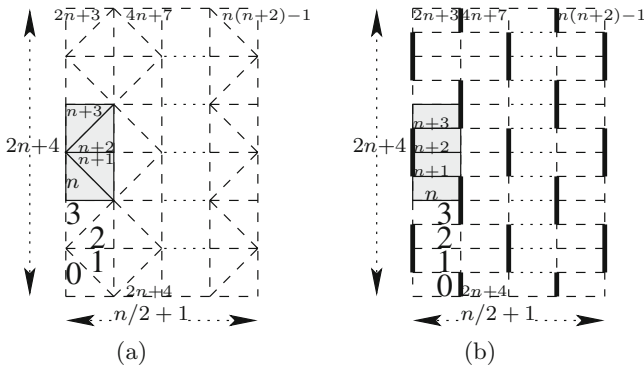 2n+3 4n+7 n(n+2)−1
2n+4
n+3
n+2
n+1
n
3
2
1
0
2n+4
n/2 + 1
(a)
2n+3 4n+7 n(n+2)−1
2n+4
n+3
n+2
n+1
n
3
2
1
0
2n+4
n/2 + 1
(b)